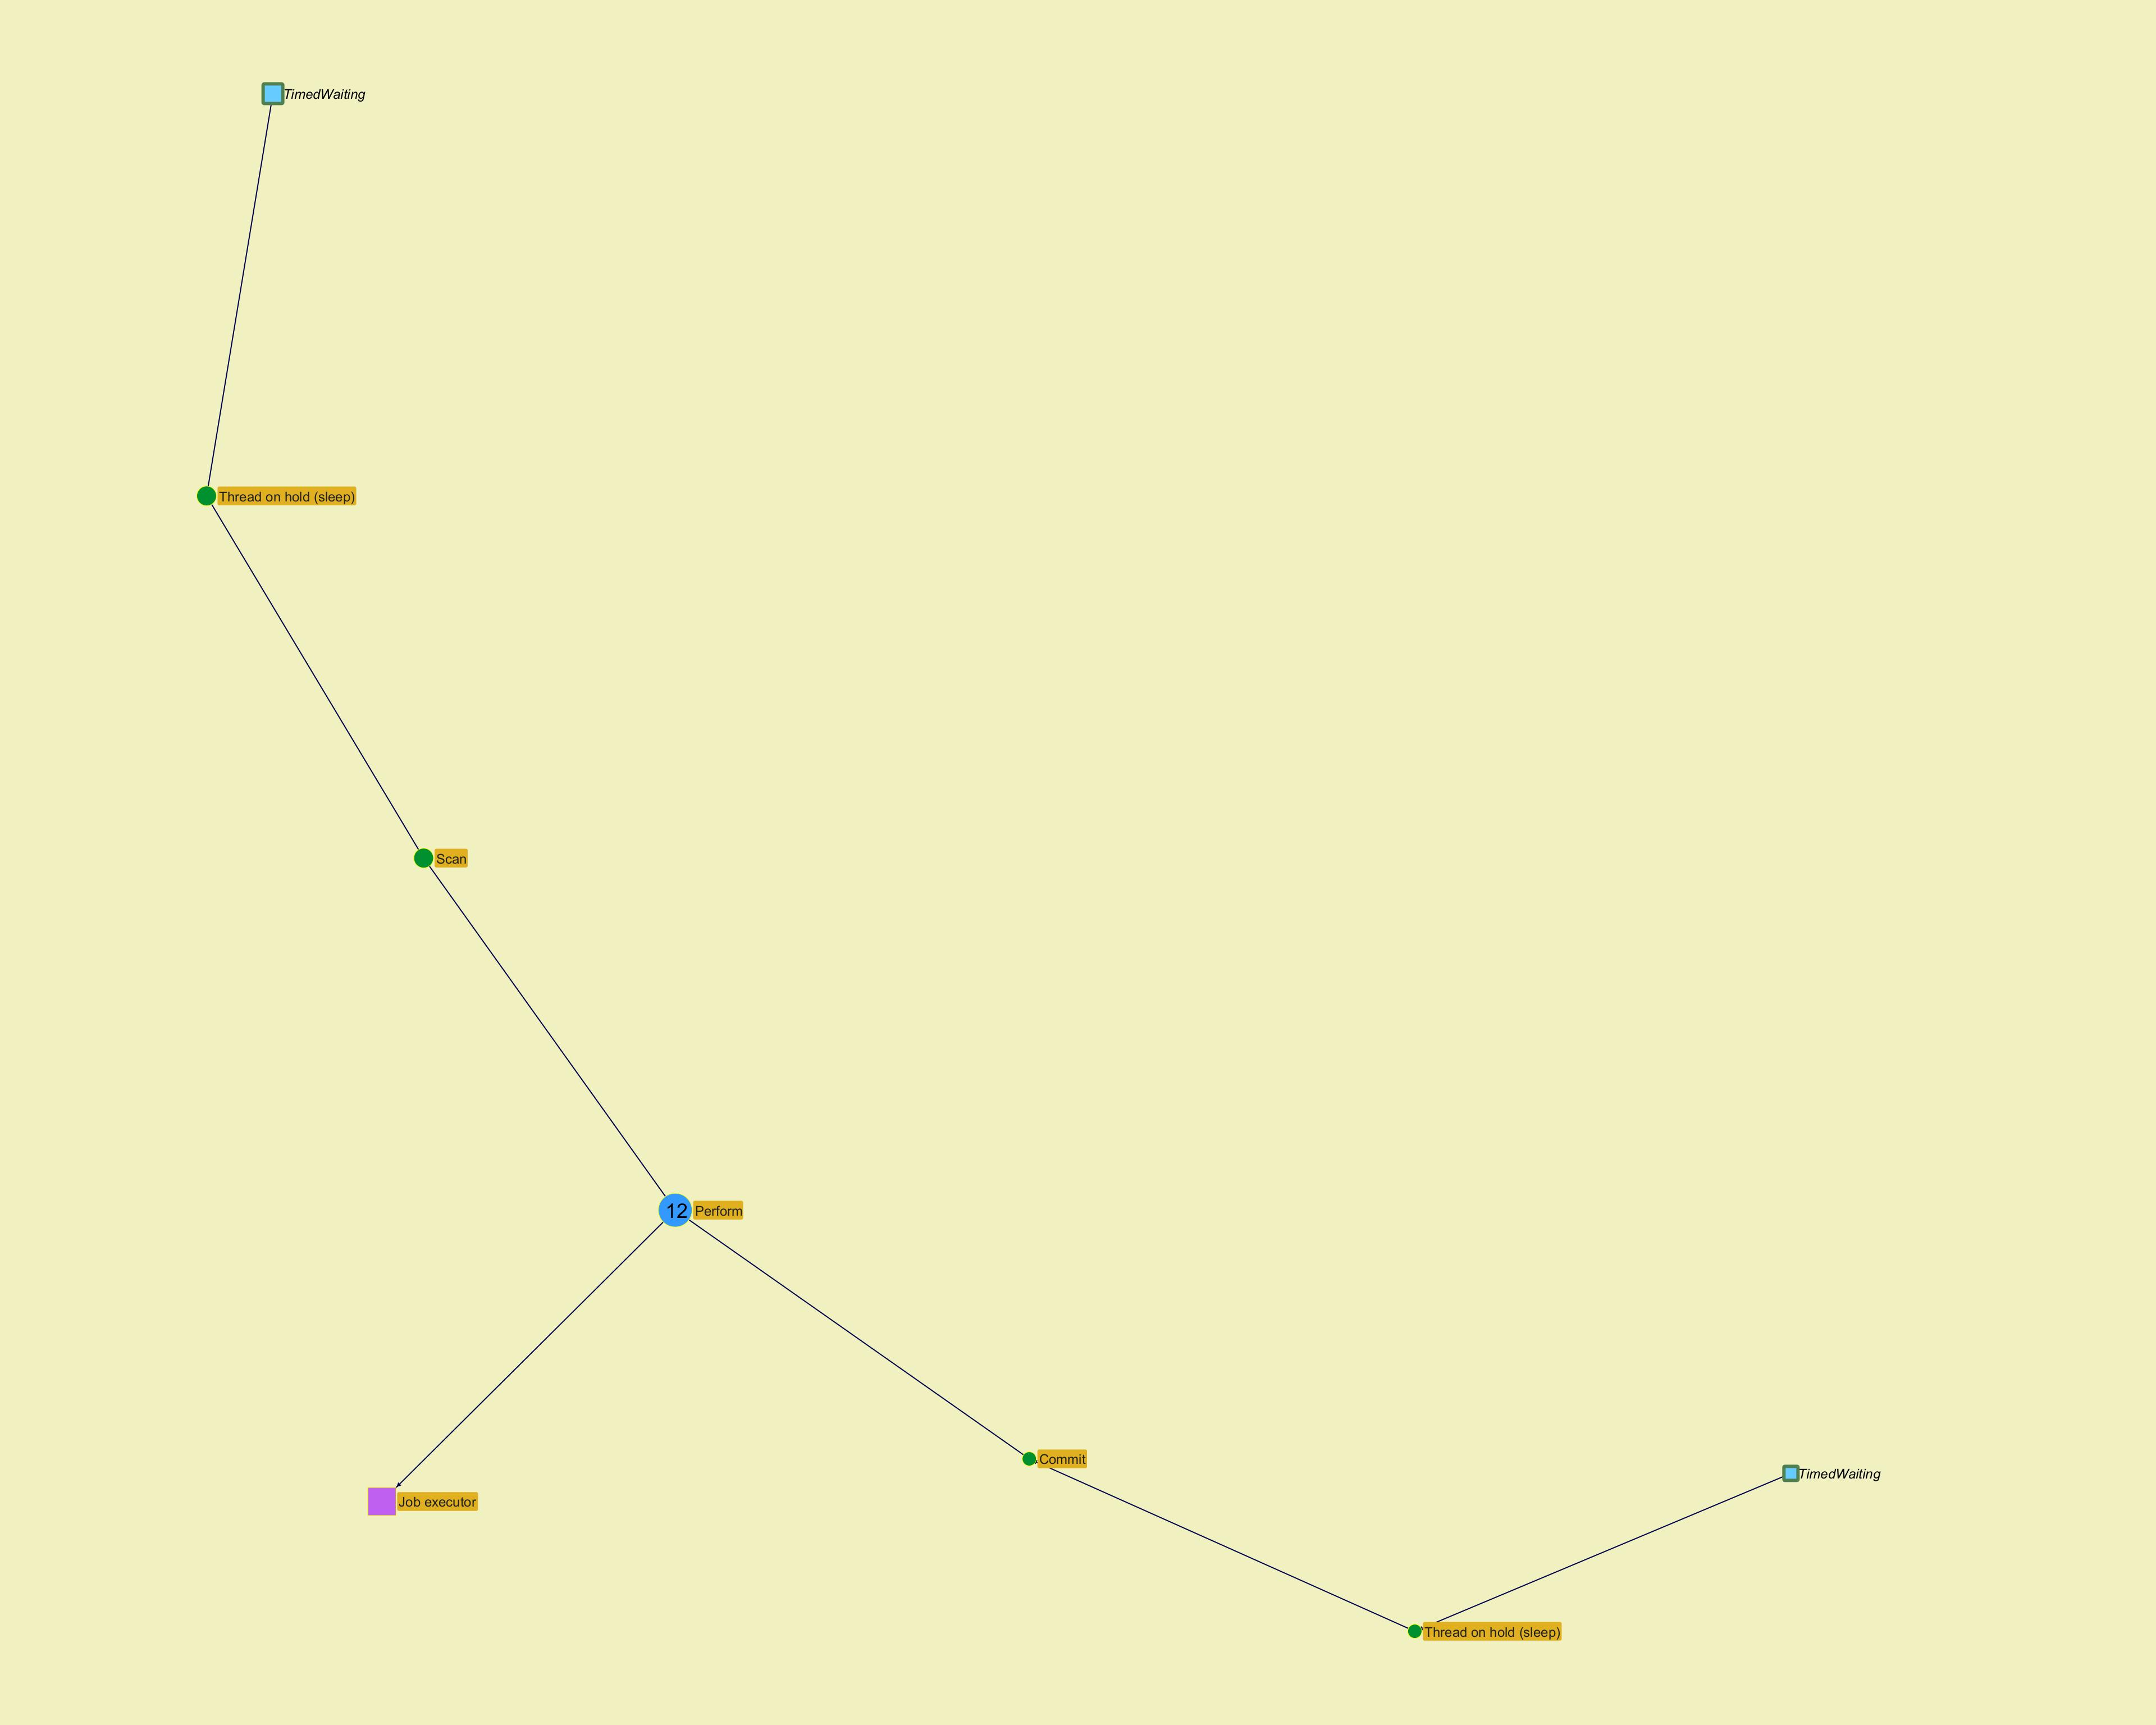 TimedWaiting
Thread on hold (sleep)
Scan
12 Perform
Commit
TimedWaiting
Job executor
Thread on hold (sleep)